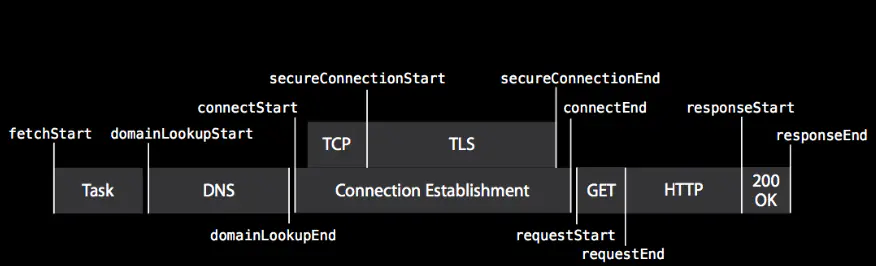 secureConnectionStart
secureConnectionEnd
connectStart
connectEnd
responseStart
fetchStart
domainLookupStart
responseEnd
TCP
TLS
Task
DNS
Connection Establishment
GET
HTTP
200
OK
domainLookupEnd
requestStart
requestEnd